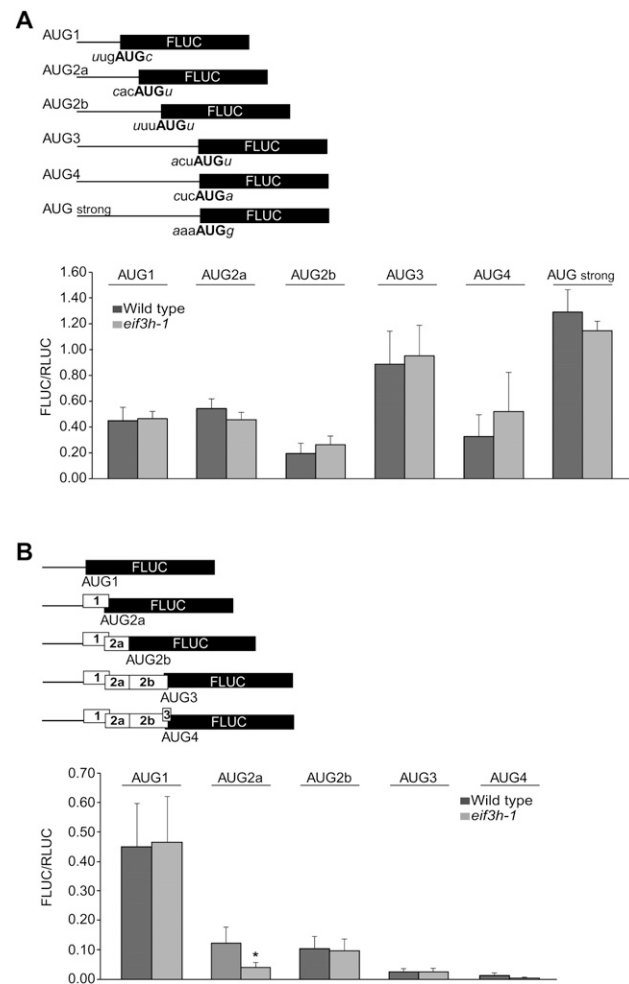 A
AUG1 FLUC
uugAUGc
AUG2a FLUC
cacAUGu
AUG2b FLUC
uuuAUGu
AUG3 FLUC
acuAUGu
AUG4 FLUC
cucAUGa
AUG strong FLUC
aaaAUGg
AUG1 AUG2a AUG2b AUG3 AUG4 AUG strong
Wild type
eif3h-1
FLUC/RLUC
1.60
1.40
1.20
1.00
0.80
0.60
0.40
0.20
0.00
B
FLUC
AUG1
1 FLUC
AUG2a
1 2a FLUC
AUG2b
1 2a 2b FLUC
AUG3
1 2a 2b 3 FLUC
AUG4
AUG1 AUG2a AUG2b AUG3 AUG4
Wild type
eif3h-1
FLUC/RLUC
0.70
0.60
0.50
0.40
0.30
0.20
0.10
0.00
*